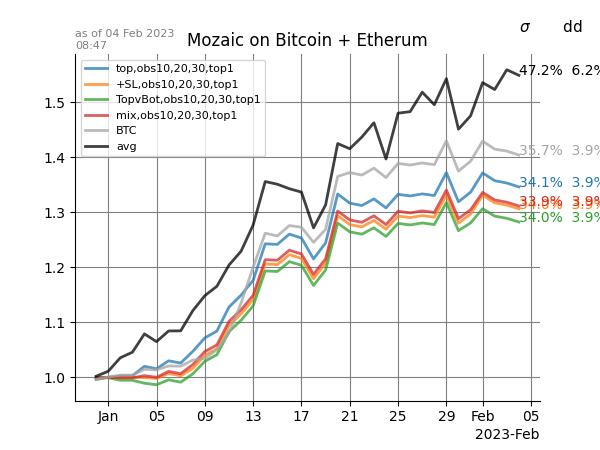 σ dd
as of 04 Feb 2023
08:47
Mozaic on Bitcoin + Etherum
top,obs10,20,30,top1
+SL,obs10,20,30,top1
TopvBot,obs10,20,30,top1
mix,obs10,20,30,top1
BTC
avg
47.2% 6.2%
35.7% 3.9%
34.1% 3.9%
33.9% 3.9%
34.0% 3.9%
1.5
1.4
1.3
1.2
1.1
1.0
Jan 05 09 13 17 21 25 29 Feb 05
2023-Feb